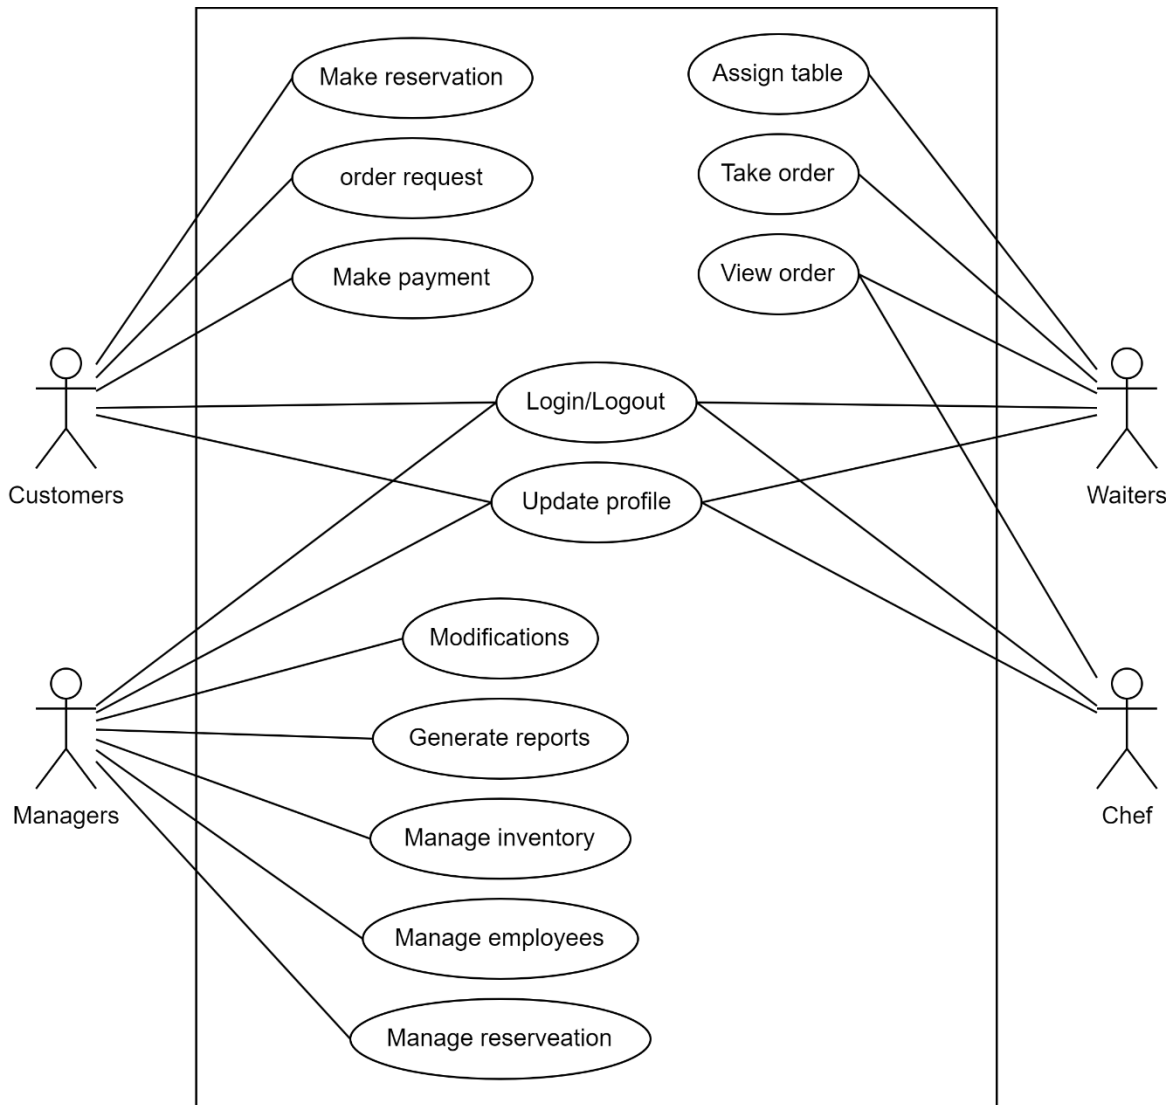 Make reservation
Assign table
order request
Take order
Make payment
View order
Login/Logout
Customers
Update profile
Waiters
Modifications
Generate reports
Managers
Chef
Manage inventory
Manage employees
Manage reserveation